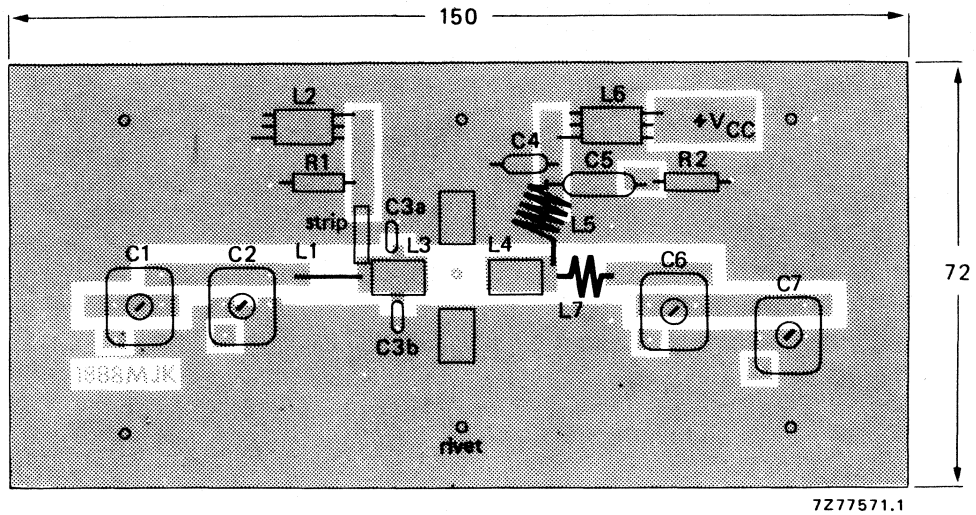 150
L2
L6
+VCC
C4
R1
C5
R2
strip
C3a
L5
C1
C2
L1
L3
L4
C6
72
C7
L7
C3b
1888MJK
rivet
7Z77571.1